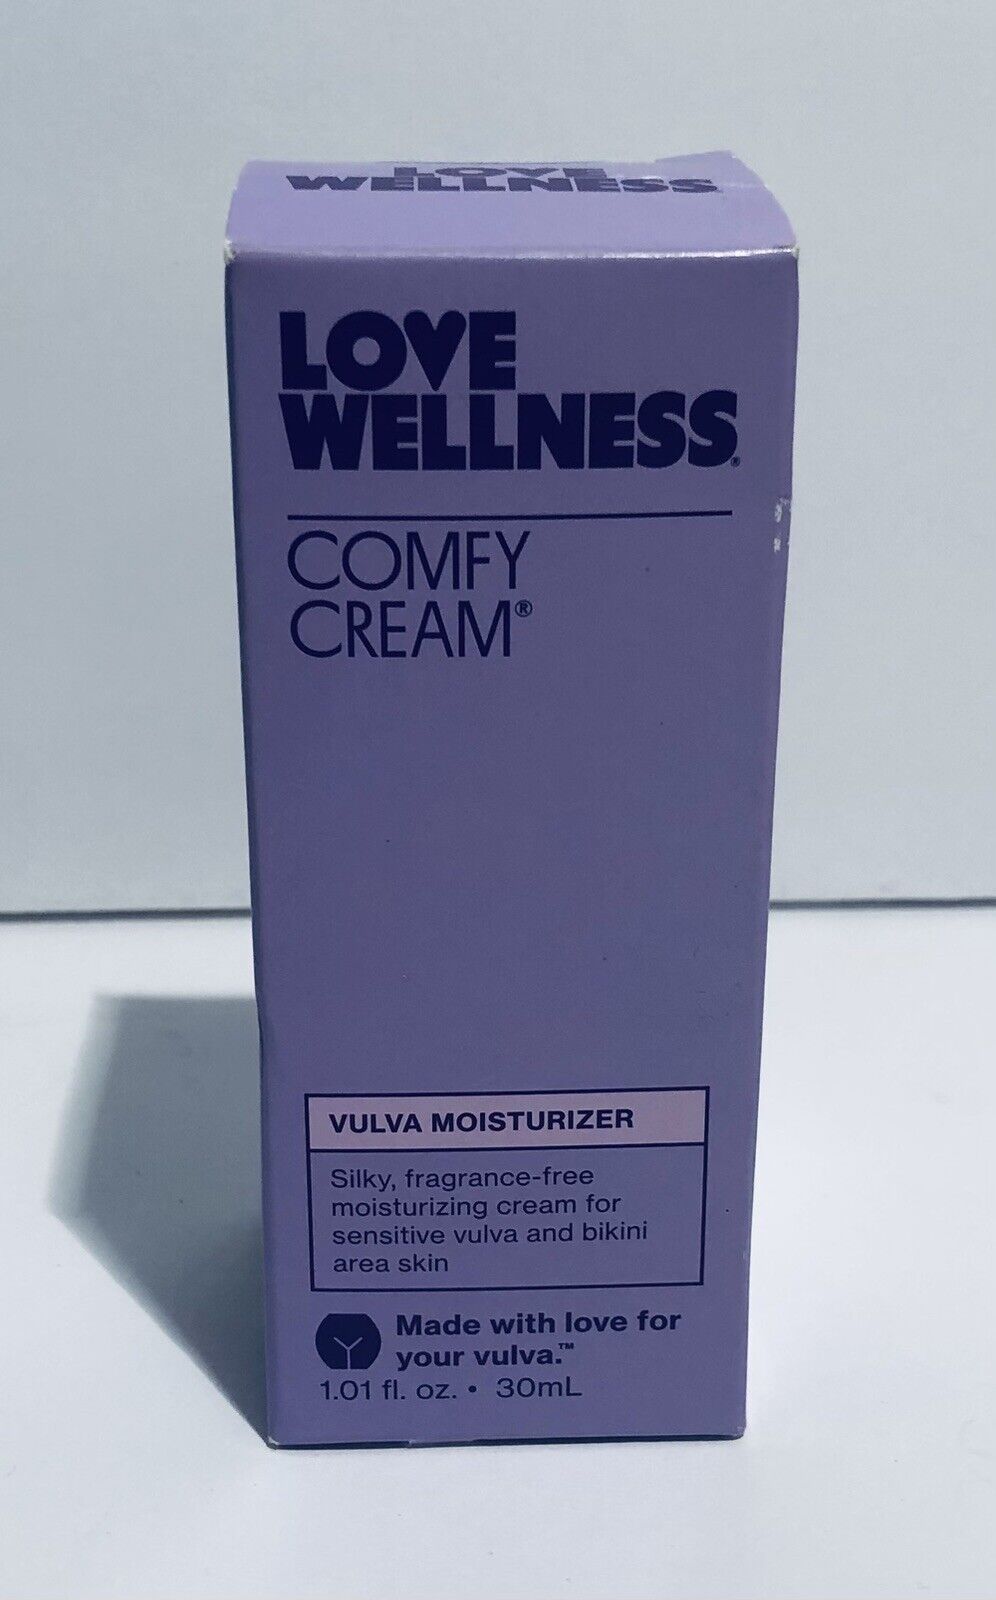 LOVE
WELLNESS
LOVE
WELLNESS®
COMFY
CREAM®
VULVA MOISTURIZER
Silky, fragrance-free
moisturizing cream for
sensitive vulva and bikini
area skin
Made with love for
your vulva.™
1.01 fl. oz. • 30mL